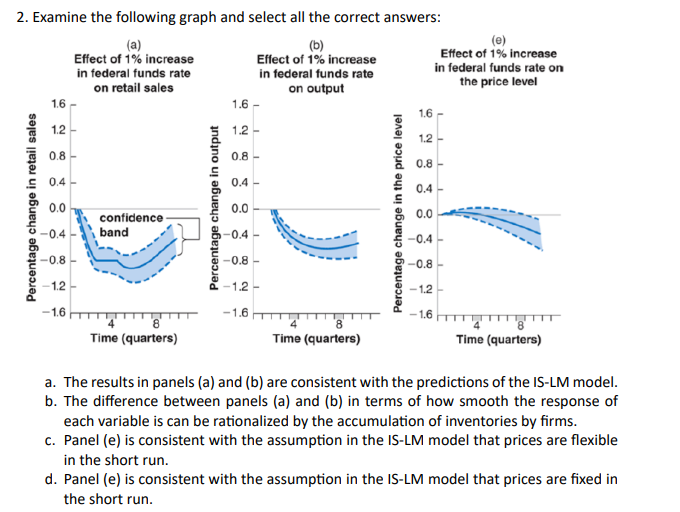 2. Examine the following graph and select all the correct answers:
(a)
Effect of 1% increase
in federal funds rate
on retail sales
Percentage change in retail sales
1.6
1.2
0.8
0.4
0.0
-0.4
-0.8
-1.2
-1.6
confidence
band
4 8
Time (quarters)
(b)
Effect of 1% increase
in federal funds rate
on output
Percentage change in output
1.6
1.2
0.8
0.4
0.0
-0.4
-0.8
-1.2
-1.6
4 8
Time (quarters)
(e)
Effect of 1% increase
in federal funds rate on
the price level
Percentage change in the price level
1.6
1.2
0.8
0.4
0.0
-0.4
-0.8
-1.2
-1.6
4 8
Time (quarters)
a. The results in panels (a) and (b) are consistent with the predictions of the IS-LM model.
b. The difference between panels (a) and (b) in terms of how smooth the response of
each variable is can be rationalized by the accumulation of inventories by firms.
c. Panel (e) is consistent with the assumption in the IS-LM model that prices are flexible
in the short run.
d. Panel (e) is consistent with the assumption in the IS-LM model that prices are fixed in
the short run.